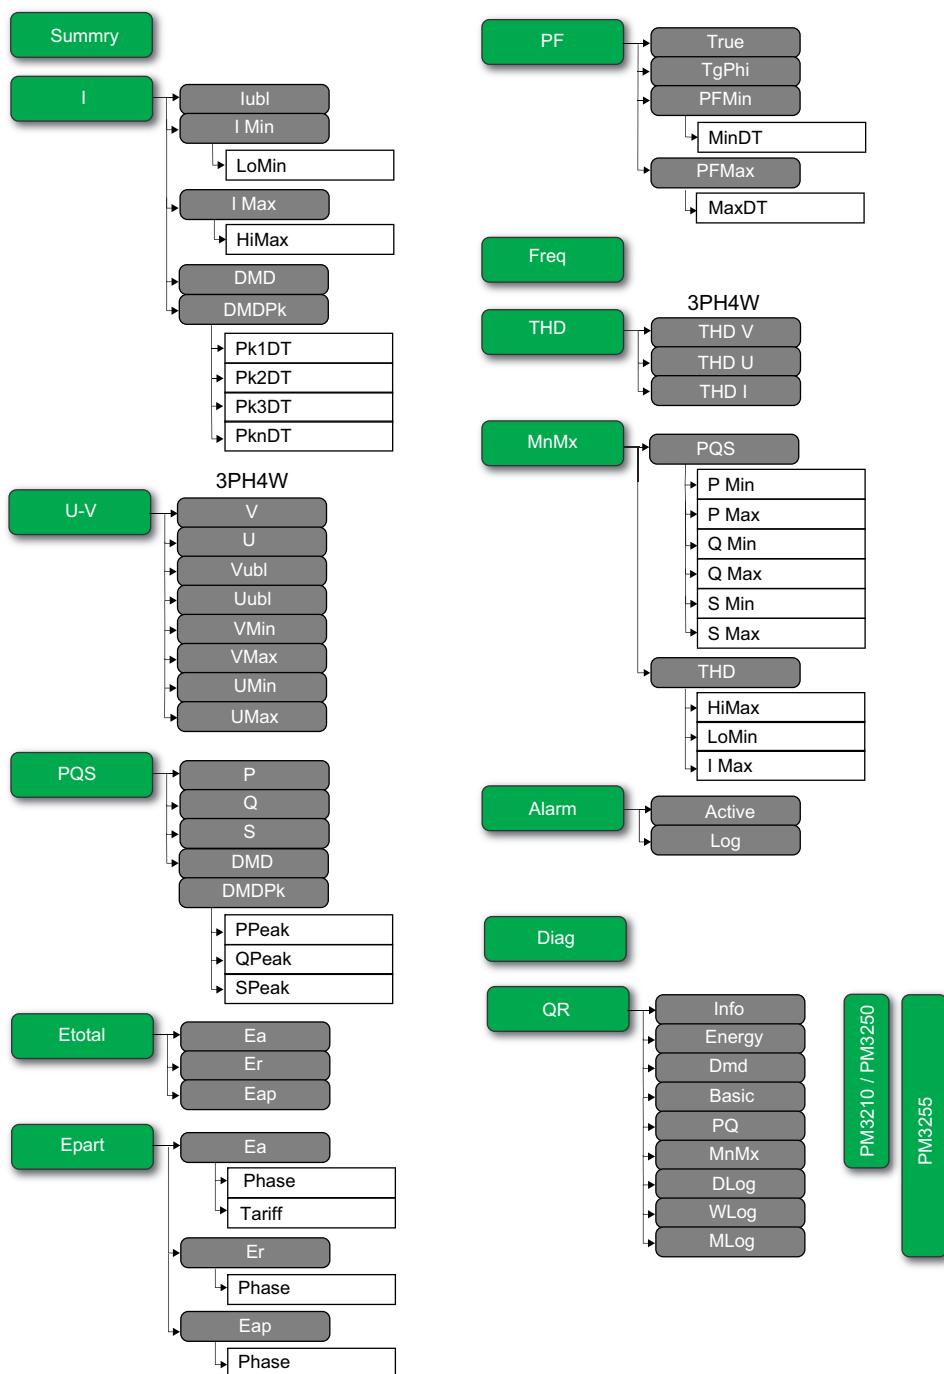 Summry
I
Iubl
I Min
LoMin
I Max
HiMax
DMD
DMDPk
Pk1DT
Pk2DT
Pk3DT
PknDT
3PH4W
U-V
V
U
Vubl
Uubl
VMin
VMax
UMin
UMax
PQS
P
Q
S
DMD
DMDPk
PPeak
QPeak
SPeak
Etotal
Ea
Er
Eap
Epart
Ea
Phase
Tariff
Er
Phase
Eap
Phase
PF
True
TgPhi
PFMin
MinDT
PFMax
MaxDT
Freq
3PH4W
THD
THD V
THD U
THD I
MnMx
PQS
P Min
P Max
Q Min
Q Max
S Min
S Max
THD
HiMax
LoMin
I Max
Alarm
Active
Log
Diag
QR
Info
Energy
Dmd
Basic
PQ
MnMx
DLog
WLog
MLog
PM3210 / PM3250
PM3255